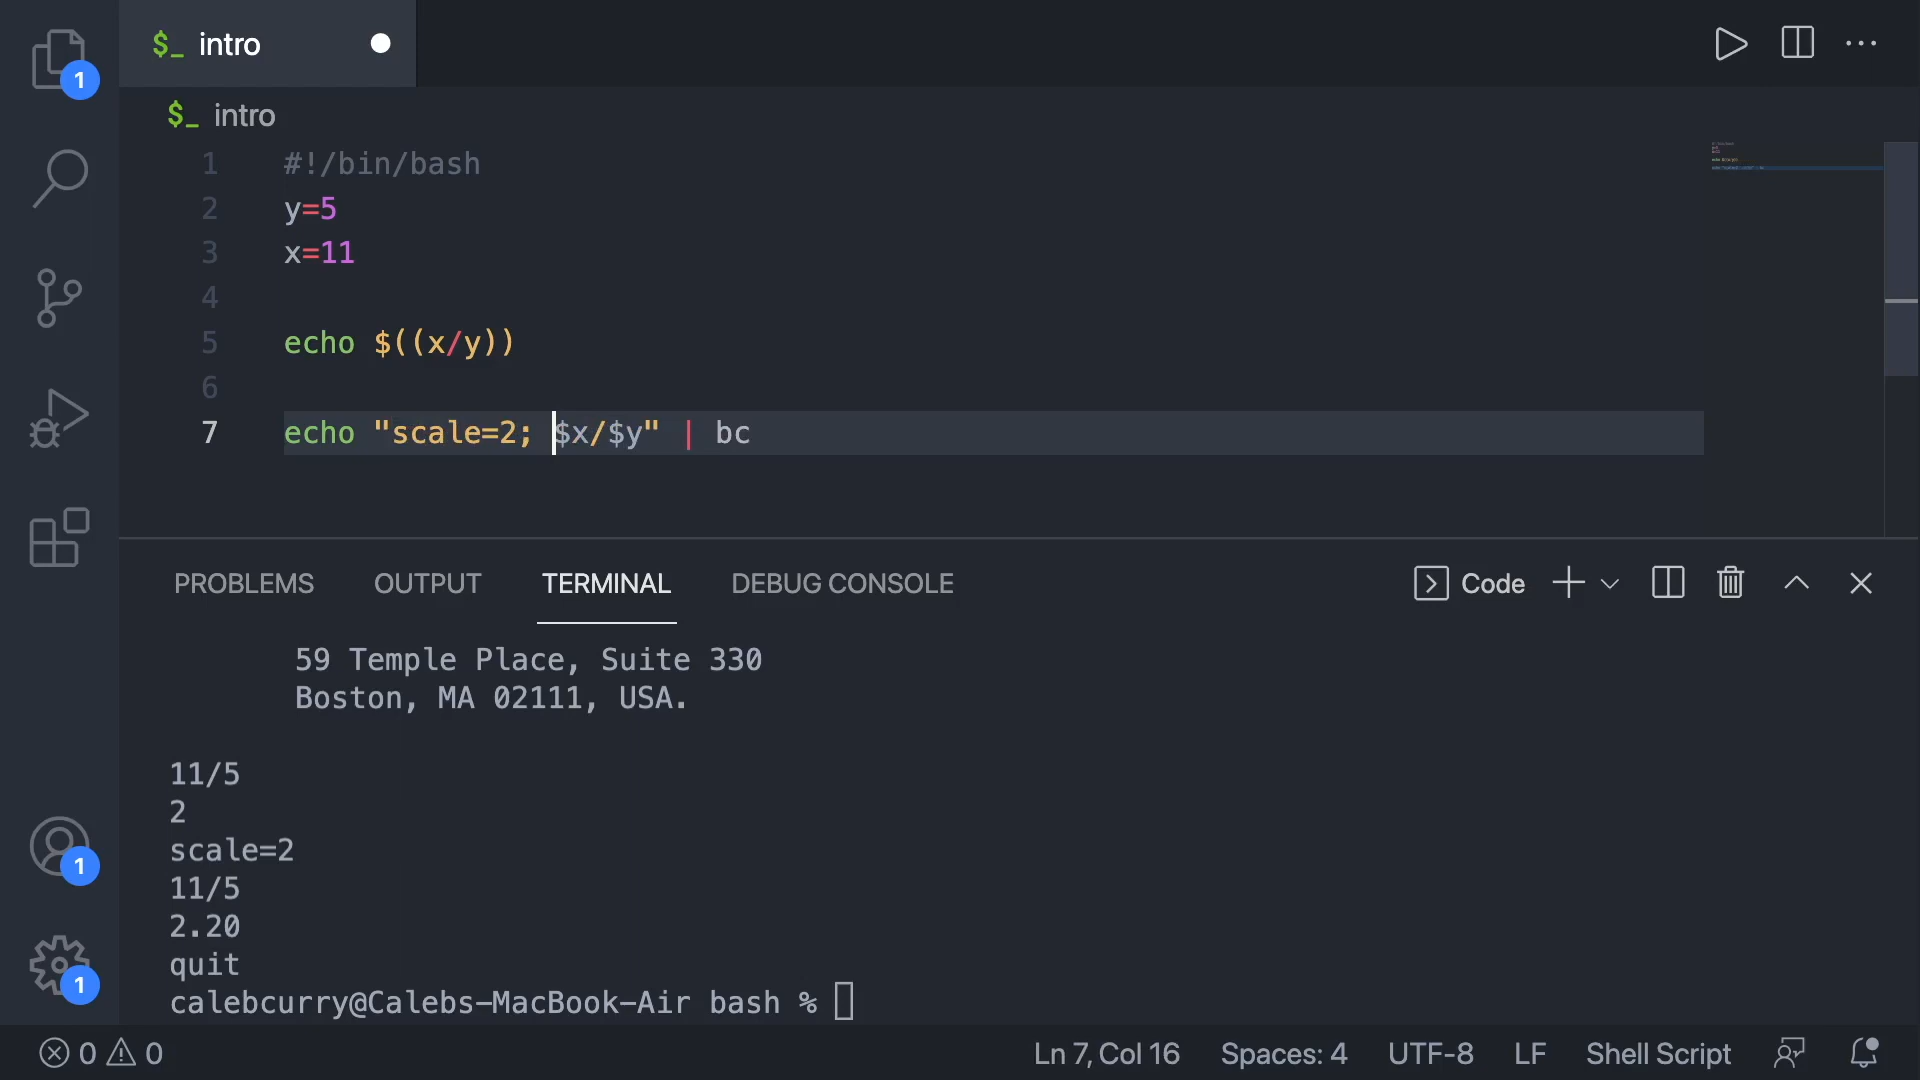 1
$_ intro
$_ intro
1 #!/bin/bash
2 y=5
3 x=11
4
5 echo $((x/y))
6
7 echo "scale=2; $x/$y" | bc
PROBLEMS OUTPUT TERMINAL DEBUG CONSOLE Code
59 Temple Place, Suite 330
Boston, MA 02111, USA.
11/5
2
scale=2
11/5
2.20
quit
calebcurry@Calebs-MacBook-Air bash %
1
1
0 0 Ln 7, Col 16 Spaces: 4 UTF-8 LF Shell Script